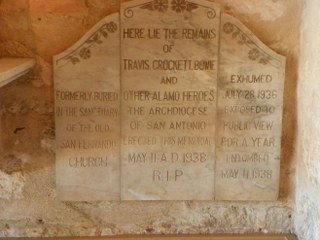 FORMERLY BURIED
IN THE SANCTUARY
OF THE OLD
SAN FERNANDO
CHURCH
HERE LIE THE REMAINS
OF
TRAVIS, CROCKETT, BOWIE
AND
OTHER ALAMO HEROES
THE ARCHDIOCESE
OF SAN ANTONIO
ERECTED THIS MEMORIAL
MAY 11 A.D. 1938
R.I.P.
EXHUMED
JULY 28 1936
EXPOSED TO
PUBLIC VIEW
FOR A YEAR
ENTOMBED
MAY 11, 1938